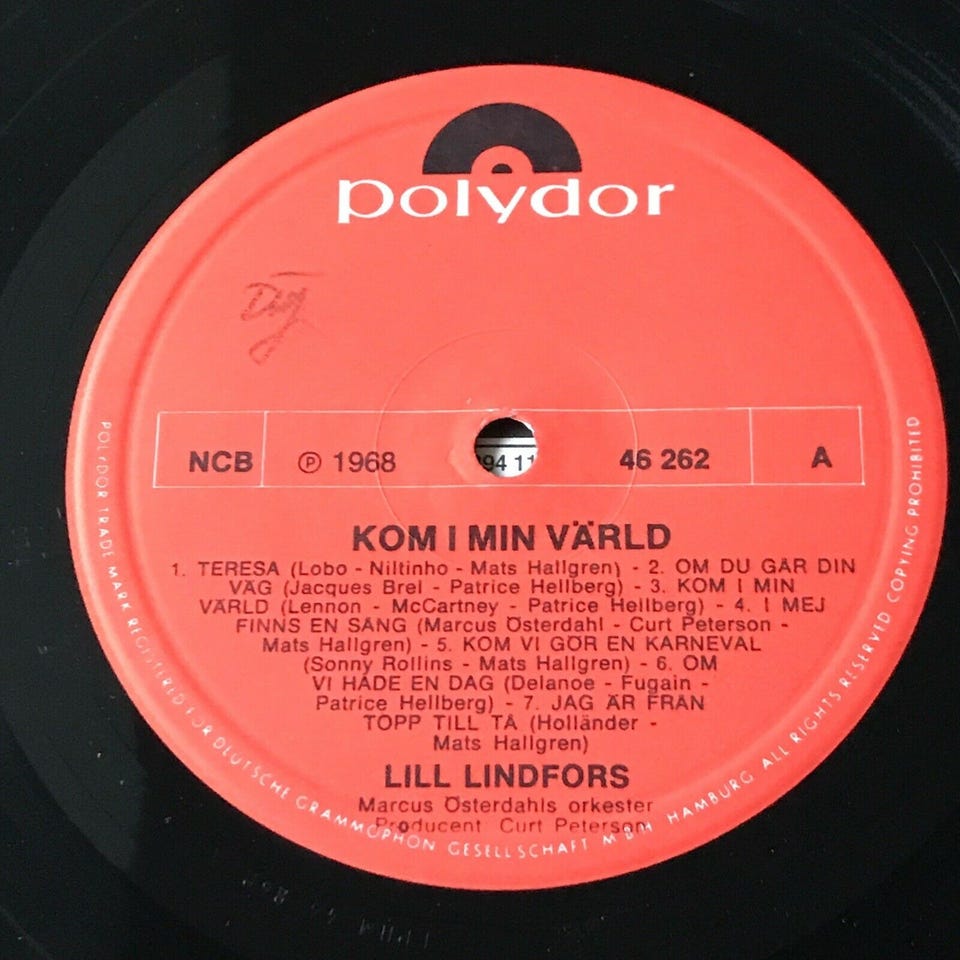 polydor
NCB ℗ 1968 46 262 A
94 11
KOM I MIN VÄRLD
1. TERESA (Lobo - Niltinho - Mats Hallgren) - 2. OM DU GÅR DIN
VÄG (Jacques Brel - Patrice Hellberg) - 3. KOM I MIN
VÄRLD (Lennon - McCartney - Patrice Hellberg) - 4. I MEJ
FINNS EN SÅNG (Marcus Österdahl - Curt Peterson -
Mats Hallgren) - 5. KOM VI GÖR EN KARNEVAL
(Sonny Rollins - Mats Hallgren) - 6. OM
VI HADE EN DAG (Delanoe - Fugain -
Patrice Hellberg) - 7. JAG ÄR FRÅN
TOPP TILL TÅ (Holländer -
Mats Hallgren)
LILL LINDFORS
Marcus Österdahls orkester
Producent Curt Peterson
POLYDOR TRADE MARK REGISTERED FOR DEUTSCHE GRAMMOPHON GESELLSCHAFT MBH HAMBURG ALL RIGHTS RESERVED COPYING PROHIBITED